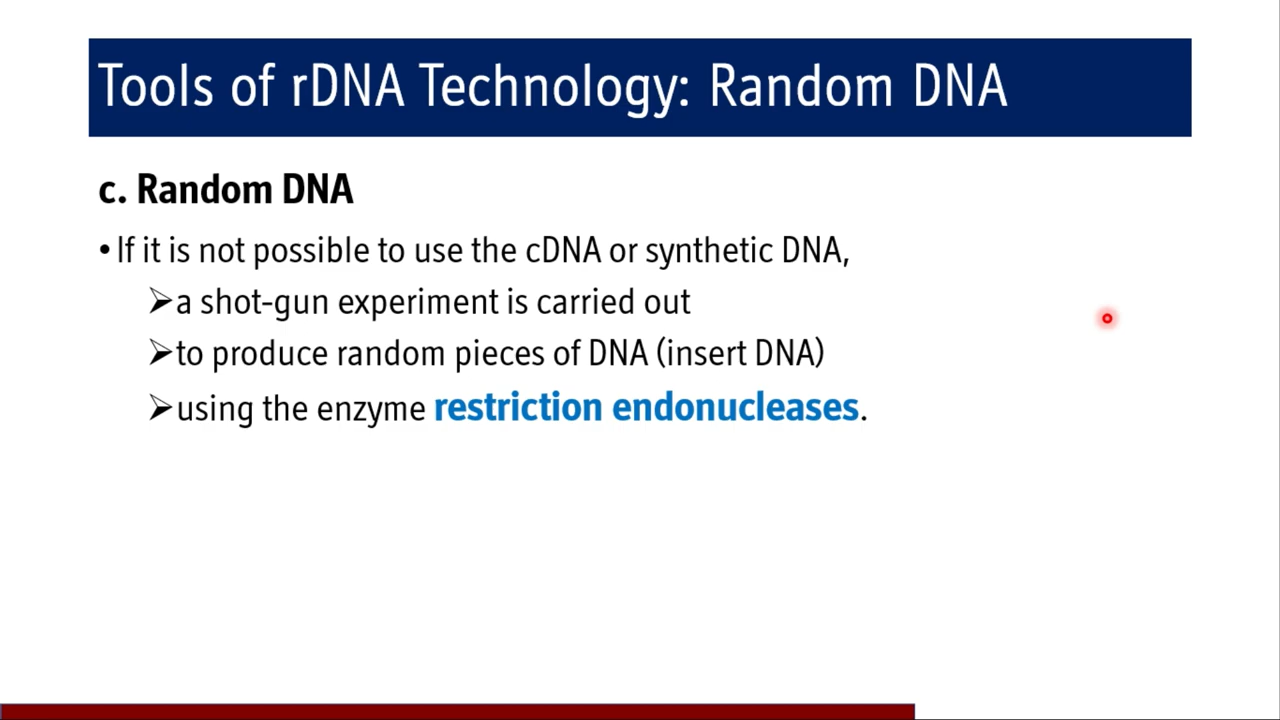 Tools of rDNA Technology: Random DNA
c. Random DNA
• If it is not possible to use the cDNA or synthetic DNA,
➢a shot-gun experiment is carried out
➢to produce random pieces of DNA (insert DNA)
➢using the enzyme restriction endonucleases.